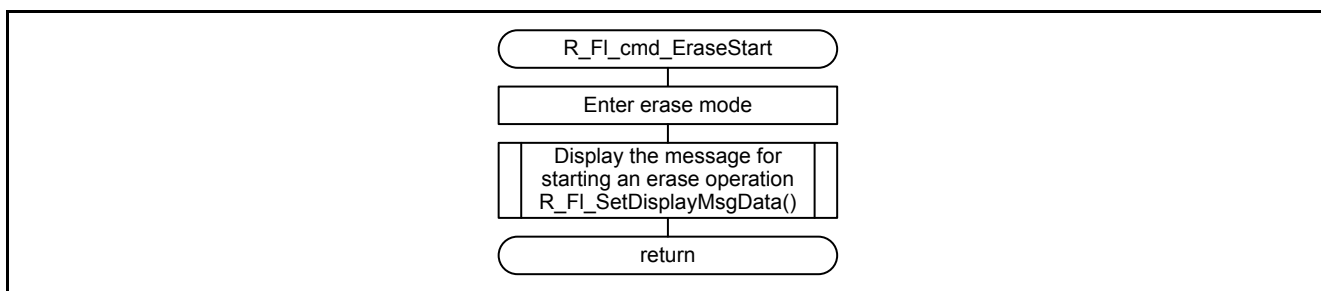 R_Fl_cmd_EraseStart
Enter erase mode
Display the message for
starting an erase operation
R_Fl_SetDisplayMsgData()
return